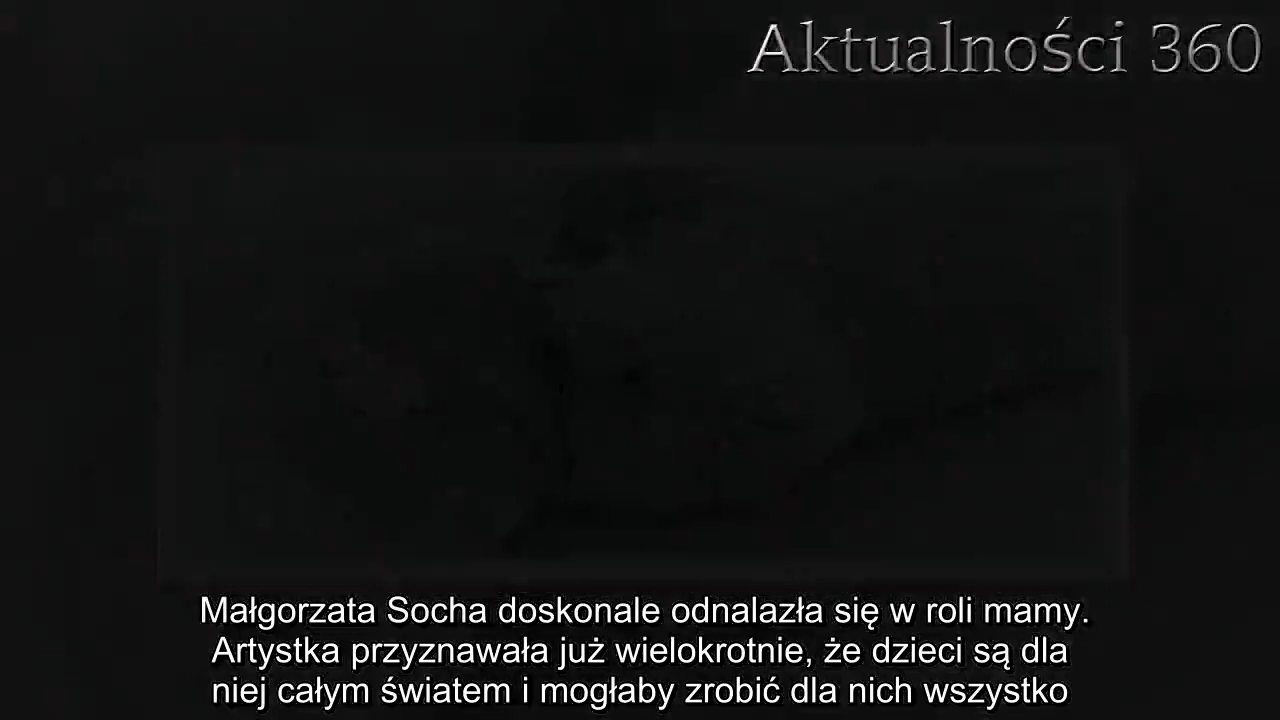 Aktualności 360
Małgorzata Socha doskonale odnalazła się w roli mamy.
Artystka przyznawała już wielokrotnie, że dzieci są dla
niej całym światem i mogłaby zrobić dla nich wszystko